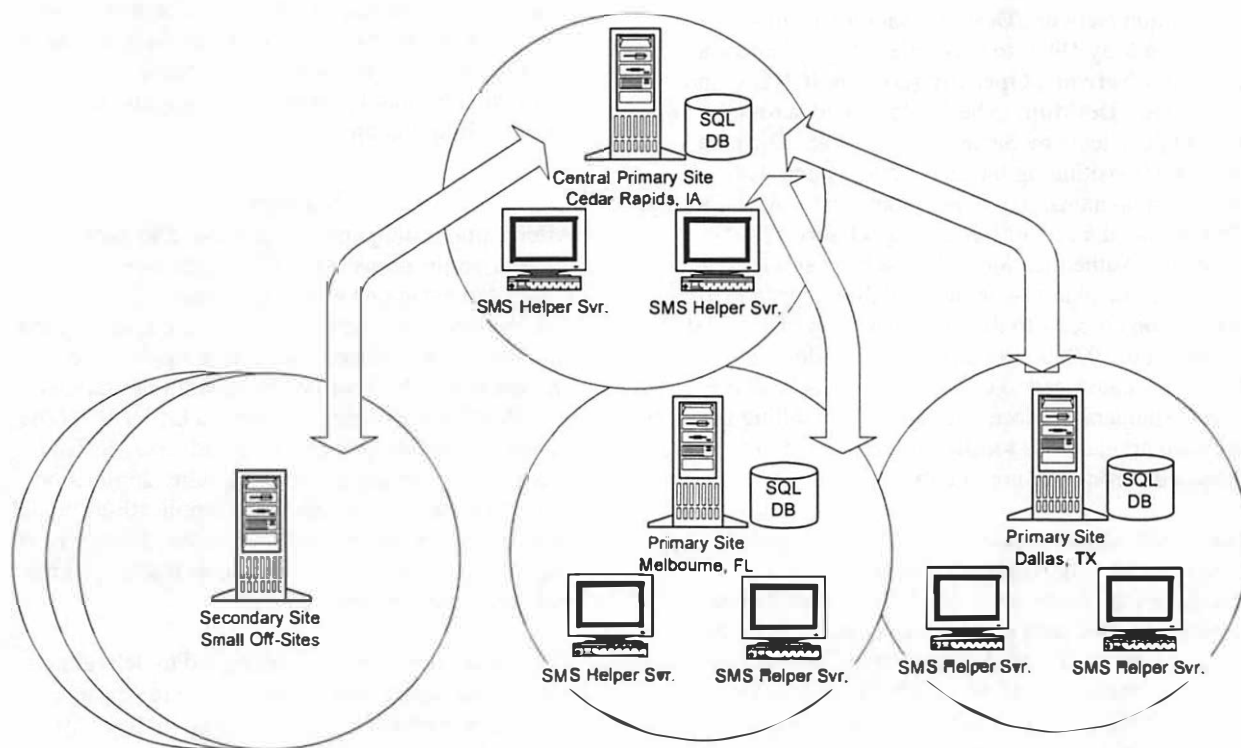 SQL
DB
Central Primary Site
Cedar Rapids, IA
SMS Helper Svr.
SMS Helper Svr.
Secondary Site
Small Off-Sites
SQL
DB
Primary Site
Melbourne, FL
SMS Helper Svr.
SMS Helper Svr.
SQL
DB
Primary Site
Dallas, TX
SMS Helper Svr.
SMS Helper Svr.